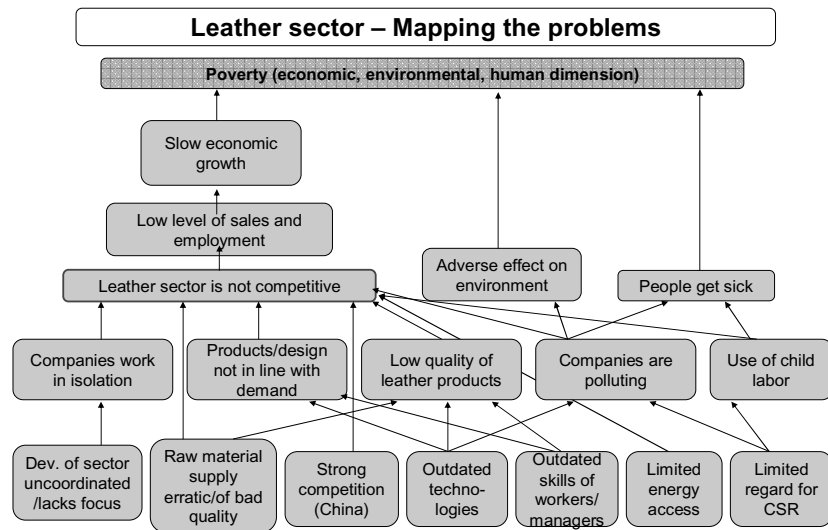 Leather sector – Mapping the problems
Poverty (economic, environmental, human dimension)
Slow economic
growth
Low level of sales and
employment
Adverse effect on
environment
Leather sector is not competitive
People get sick
Companies work
in isolation
Products/design
not in line with
demand
Low quality of
leather products
Companies are
polluting
Use of child
labor
Dev. of sector
uncoordinated
/lacks focus
Raw material
supply
erratic/of bad
quality
Strong
competition
(China)
Outdated
techno-
logies
Outdated
skills of
workers/
managers
Limited
energy
access
Limited
regard for
CSR